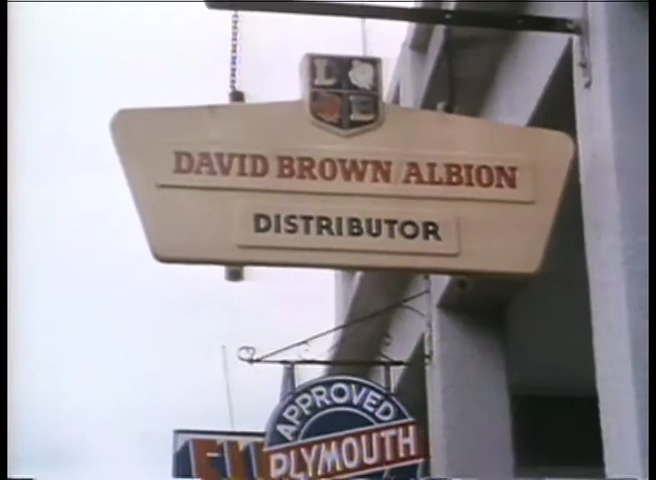 L
E
DAVID BROWN ALBION
DISTRIBUTOR
APPROVED
PLYMOUTH